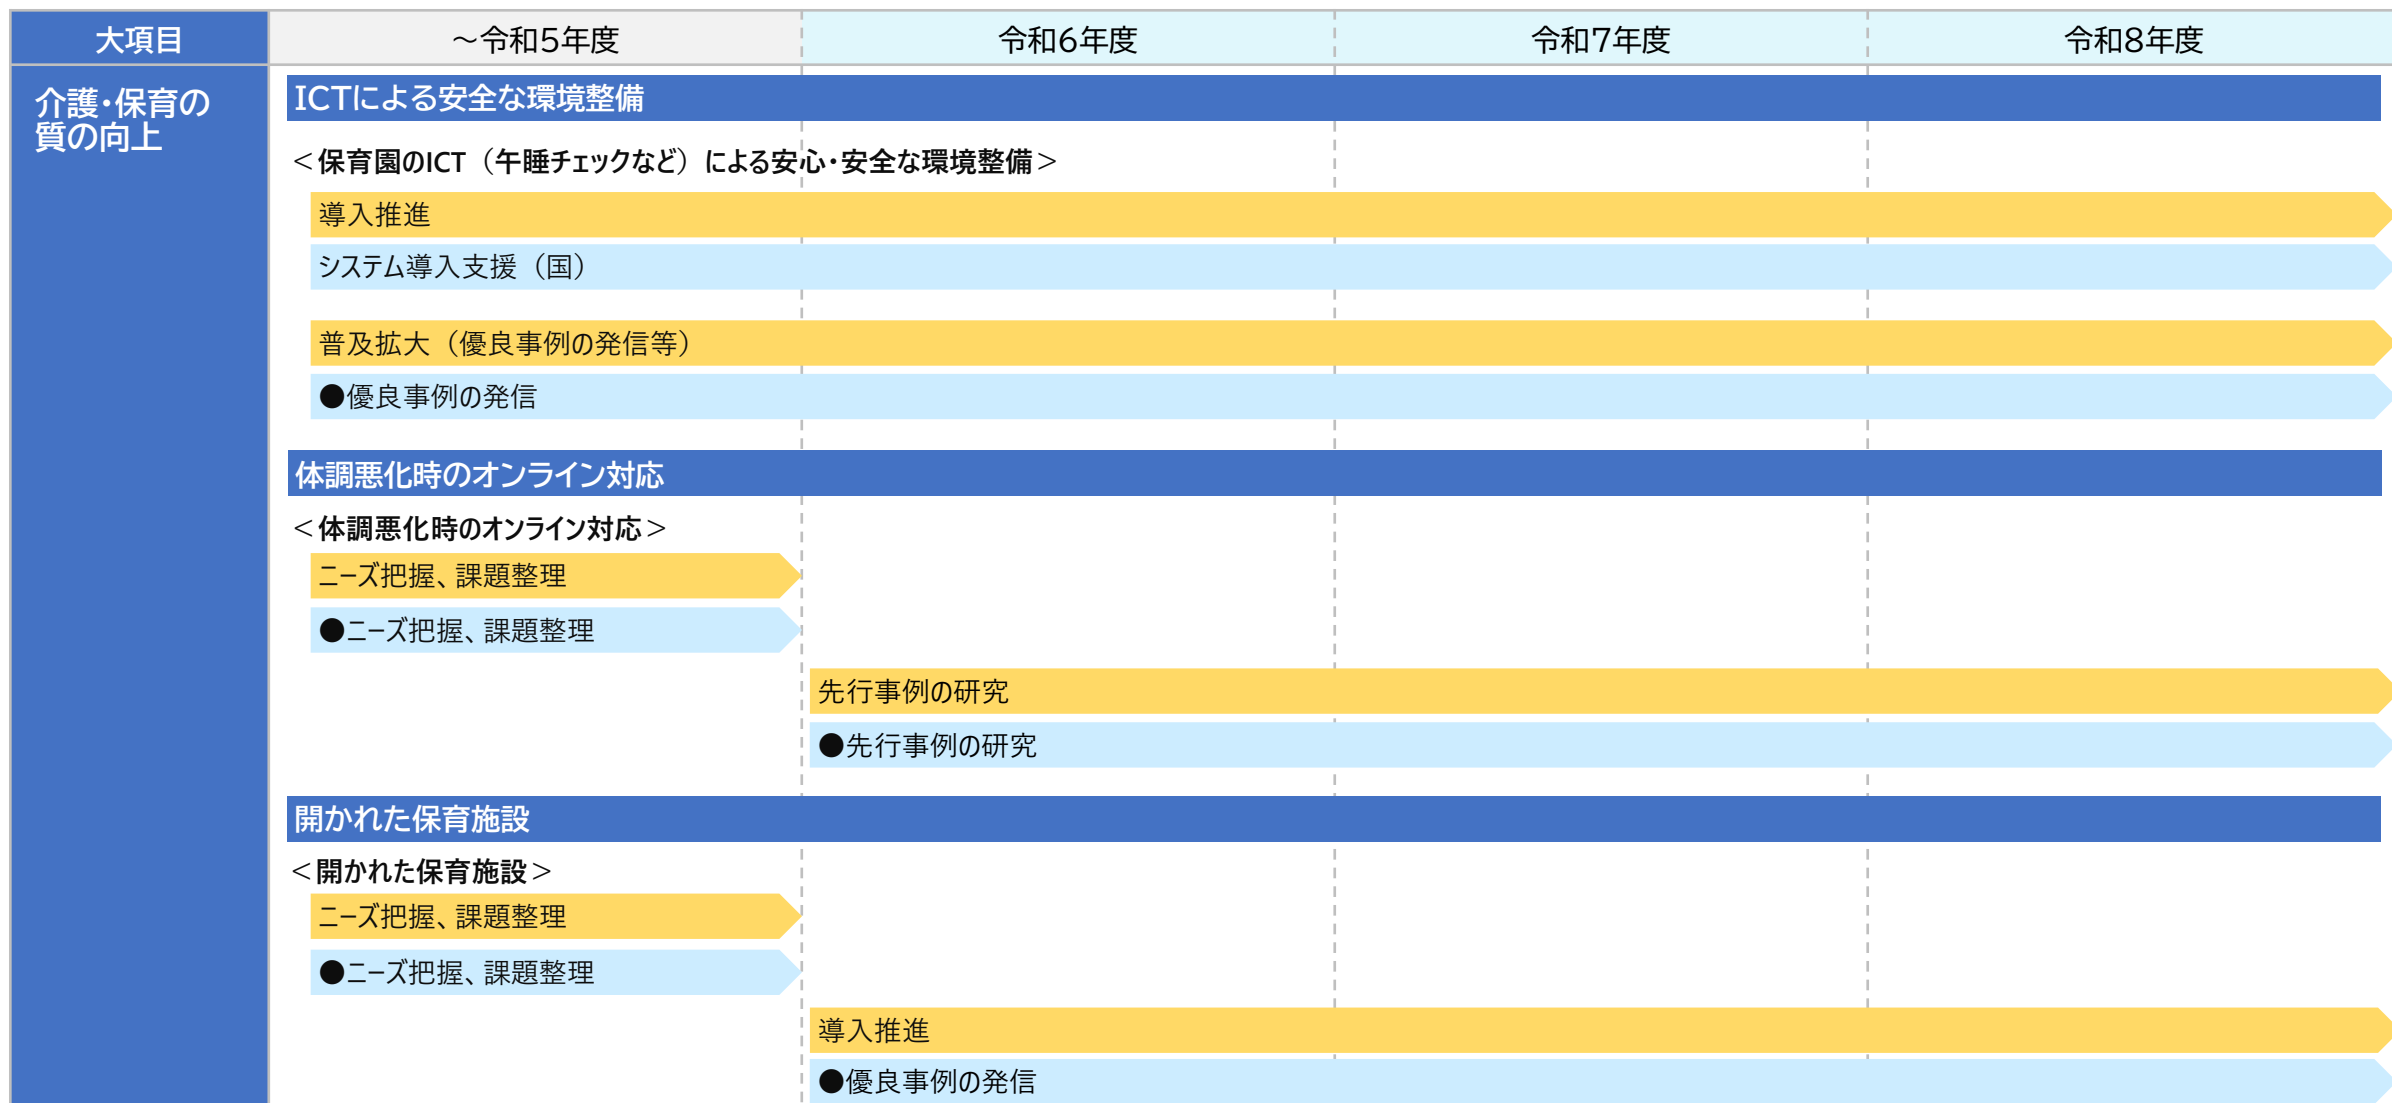 大項目
～令和5年度
令和6年度
令和7年度
令和8年度
介護・保育の
質の向上
ICTによる安全な環境整備
＜保育園のICT（午睡チェックなど）による安心・安全な環境整備＞
導入推進
システム導入支援（国）
普及拡大（優良事例の発信等）
●優良事例の発信
体調悪化時のオンライン対応
＜体調悪化時のオンライン対応＞
ニーズ把握、課題整理
●ニーズ把握、課題整理
先行事例の研究
●先行事例の研究
開かれた保育施設
＜開かれた保育施設＞
ニーズ把握、課題整理
●ニーズ把握、課題整理
導入推進
●優良事例の発信